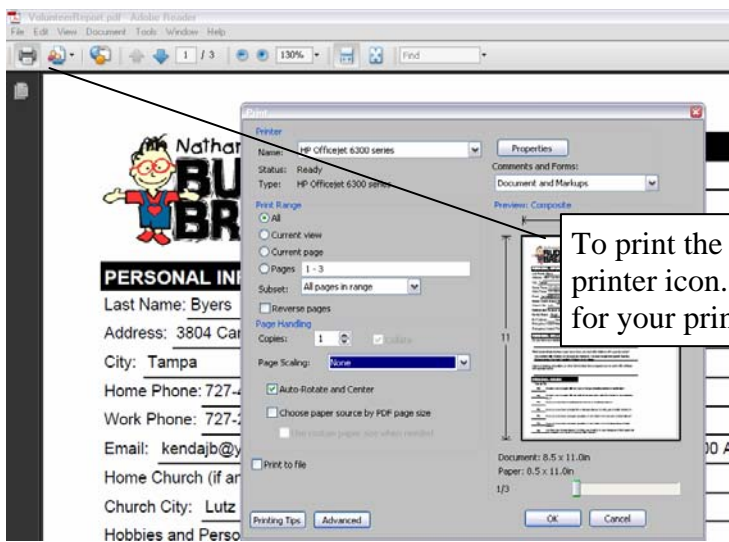 VolunteerReport.pdf - Adobe Reader
File Edit View Document Tools Window Help
1 / 3 130% Find
Print
Printer
Name: HP Officejet 6300 series Properties
Status: Ready Comments and Forms:
Type: HP Officejet 6300 series Document and Markups
Print Range Preview: Composite
All
Current view
Current page
Pages 1 - 3
Subset: All pages in range
Reverse pages
Page Handling
Copies: 1 Collate
Page Scaling: None
Auto-Rotate and Center
Choose paper source by PDF page size
Use custom paper size when needed
Print to file
11
Document: 8.5 x 11.0in
Paper: 8.5 x 11.0in
1/3
Printing Tips Advanced OK Cancel
Nathan
BU
BR
PERSONAL IN
Last Name: Byers
Address: 3804 Car
City: Tampa
Home Phone: 727-
Work Phone: 727-
Email: kendajb@y
Home Church (if ar
Church City: Lutz
Hobbies and Perso
To print the
printer icon.
for your prin